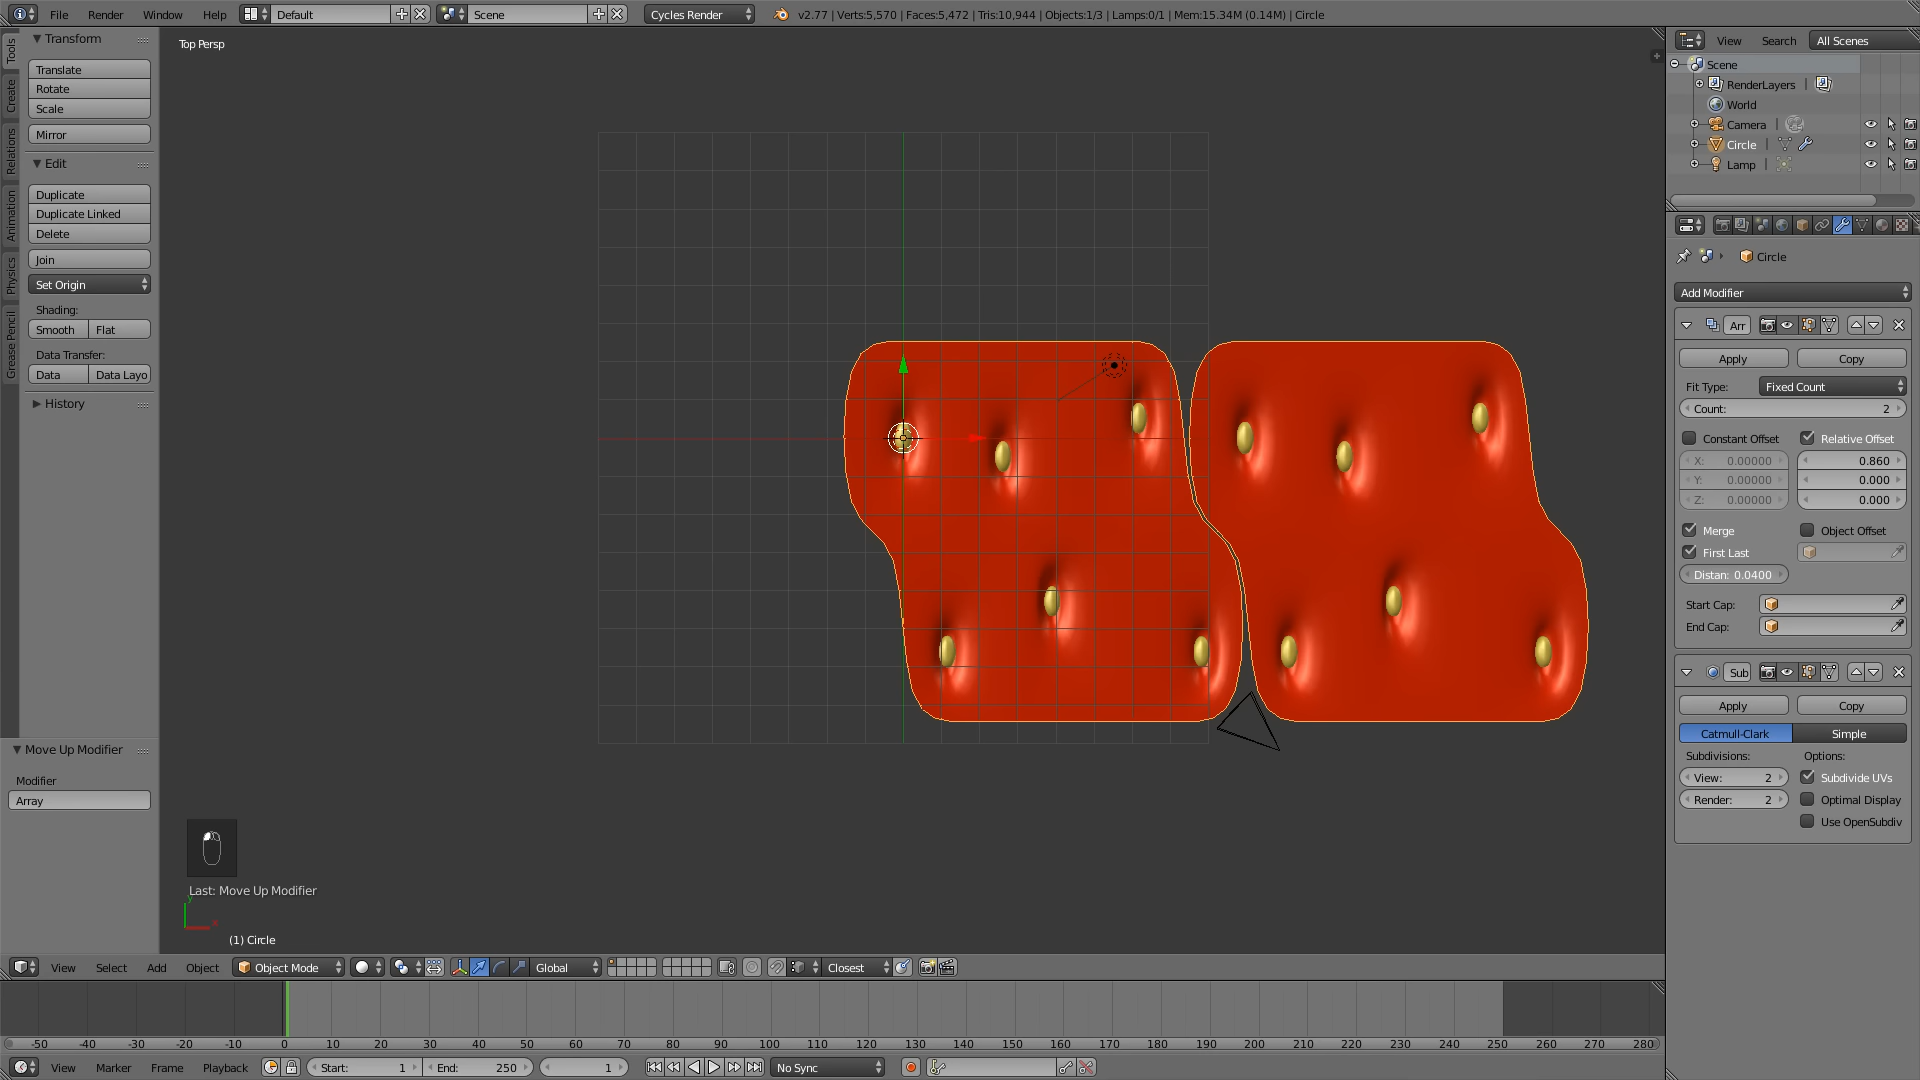 File Render Window Help Default Scene Cycles Render v2.77 | Verts:5,570 | Faces:5,472 | Tris:10,944 | Objects:1/3 | Lamps:0/1 | Mem:15.34M (0.14M) | Circle
Tools
Create
Relations
Animation
Physics
Grease Pencil
Transform
Translate
Rotate
Scale
Mirror
Edit
Duplicate
Duplicate Linked
Delete
Join
Set Origin
Shading:
Smooth Flat
Data Transfer:
Data Data Layo
History
Move Up Modifier
Modifier
Array
Top Persp
Last: Move Up Modifier
y
x
(1) Circle
View Select Add Object Object Mode Global Closest
-50 -40 -30 -20 -10 0 10 20 30 40 50 60 70 80 90 100 110 120 130 140 150 160 170 180 190 200 210 220 230 240 250 260 270 280
View Marker Frame Playback Start: 1 End: 250 1 No Sync
View Search All Scenes
Scene
RenderLayers |
World
Camera |
Circle |
Lamp |
Circle
Add Modifier
Arr
Apply Copy
Fit Type: Fixed Count
Count: 2
Constant Offset Relative Offset
X: 0.00000 0.860
Y: 0.00000 0.000
Z: 0.00000 0.000
Merge Object Offset
First Last
Distan: 0.0400
Start Cap:
End Cap:
Sub
Apply Copy
Catmull-Clark Simple
Subdivisions: Options:
View: 2 Subdivide UVs
Render: 2 Optimal Display
Use OpenSubdiv